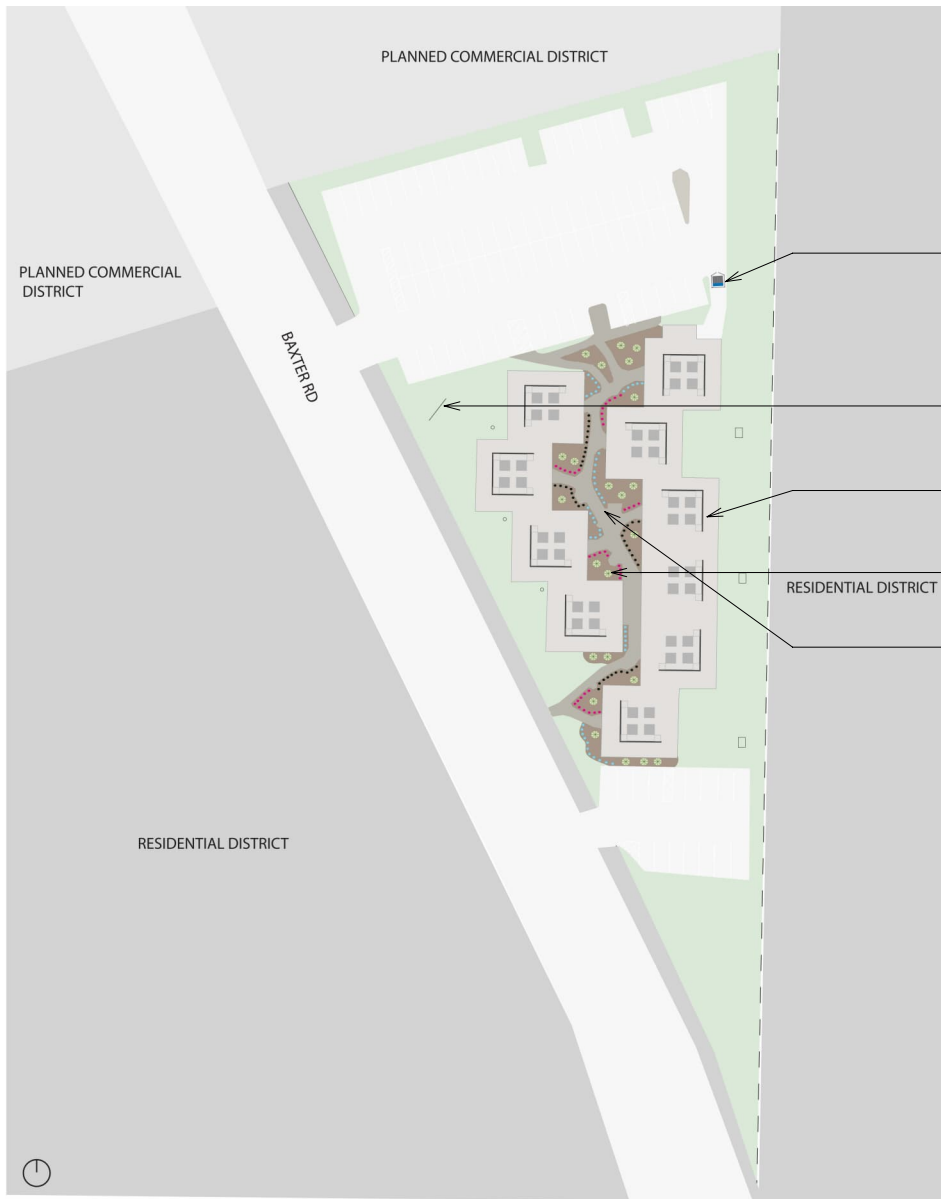 PLANNED COMMERCIAL DISTRICT
PLANNED COMMERCIAL
DISTRICT
BAXTER RD
RESIDENTIAL DISTRICT
RESIDENTIAL DISTRICT